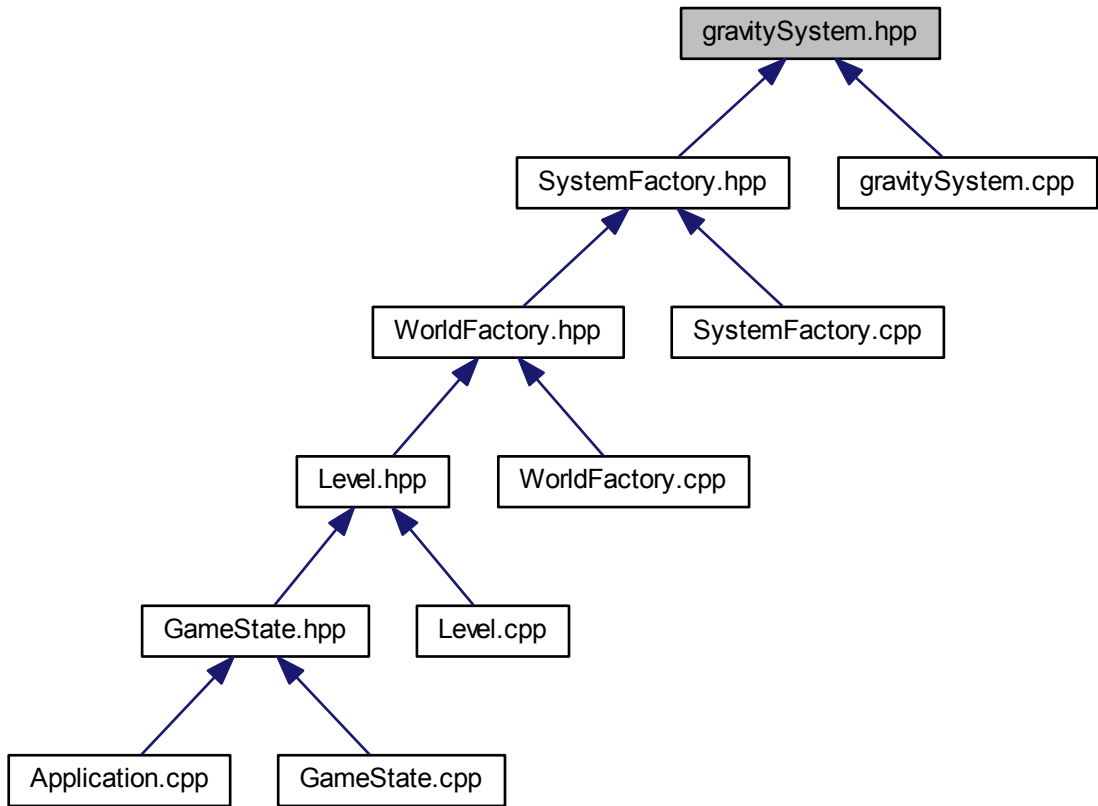 gravitySystem.hpp
SystemFactory.hpp
gravitySystem.cpp
WorldFactory.hpp
SystemFactory.cpp
Level.hpp
WorldFactory.cpp
GameState.hpp
Level.cpp
Application.cpp
GameState.cpp